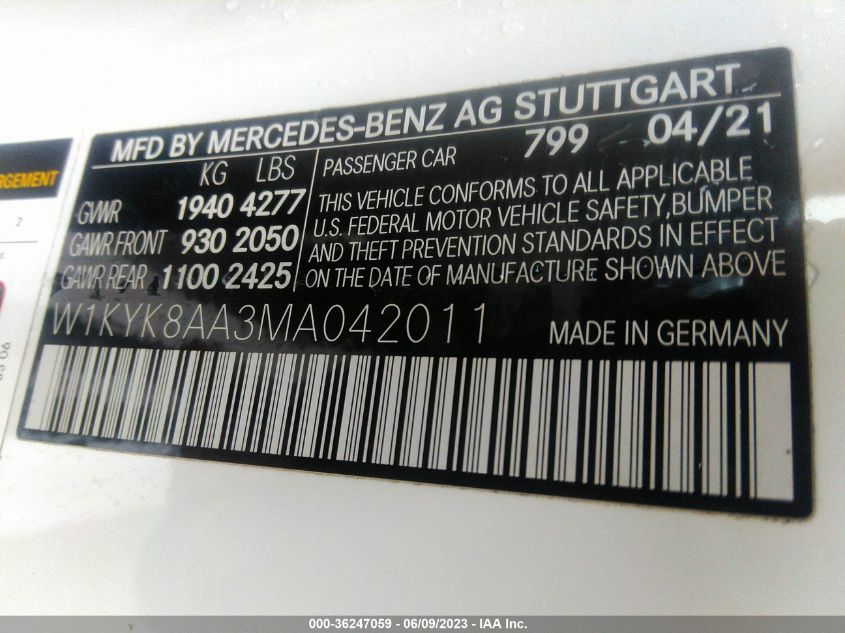 MFD BY MERCEDES-BENZ AG STUTTGART
KG LBS PASSENGER CAR 799 04/21
GVWR 1940 4277
GAWR FRONT 930 2050
GAWR REAR 1100 2425
THIS VEHICLE CONFORMS TO ALL APPLICABLE
U.S. FEDERAL MOTOR VEHICLE SAFETY, BUMPER
AND THEFT PREVENTION STANDARDS IN EFFECT
ON THE DATE OF MANUFACTURE SHOWN ABOVE
W1KYK8AA3MA042011 MADE IN GERMANY
2
000-36247059 - 06/09/2023 - IAA Inc.